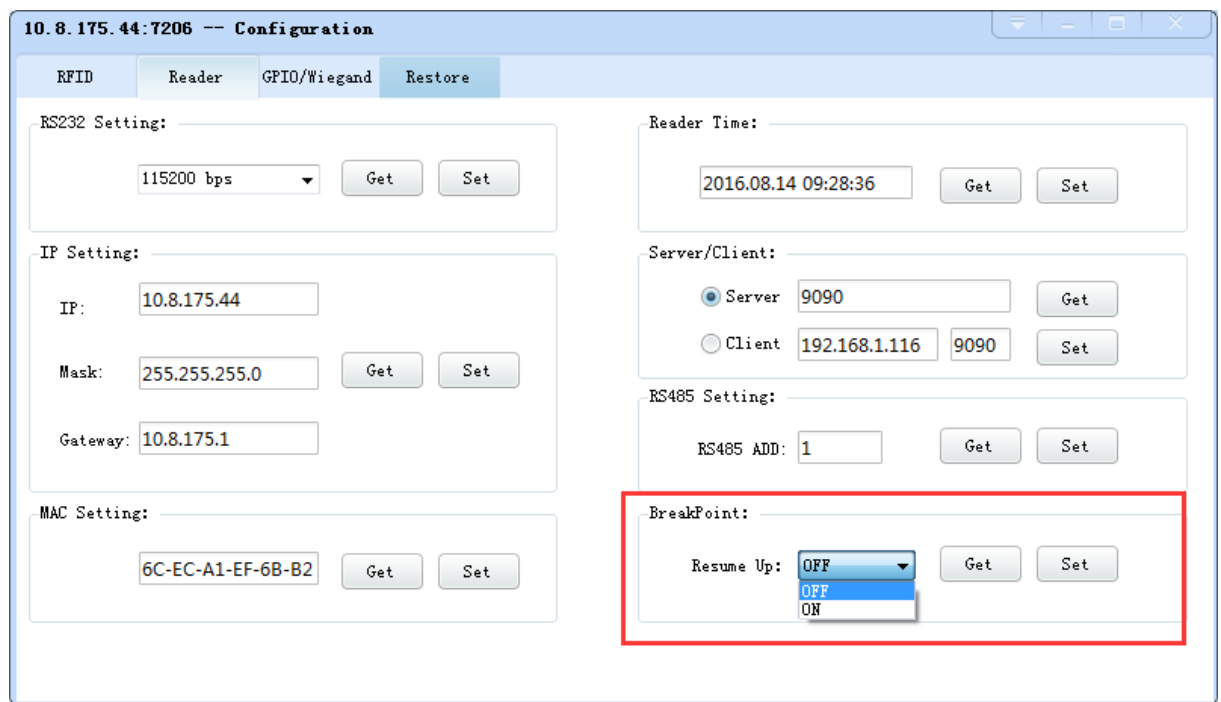 10.8.175.44:7206 -- Configuration
RFID Reader GPIO/Wiegand Restore
RS232 Setting:
115200 bps Get Set
IP Setting:
IP: 10.8.175.44
Mask: 255.255.255.0 Get Set
Gateway: 10.8.175.1
MAC Setting:
6C-EC-A1-EF-6B-B2 Get Set
Reader Time:
2016.08.14 09:28:36 Get Set
Server/Client:
Server 9090 Get
Client 192.168.1.116 9090 Set
RS485 Setting:
RS485 ADD: 1 Get Set
BreakPoint:
Resume Up: OFF Get Set
OFF
ON